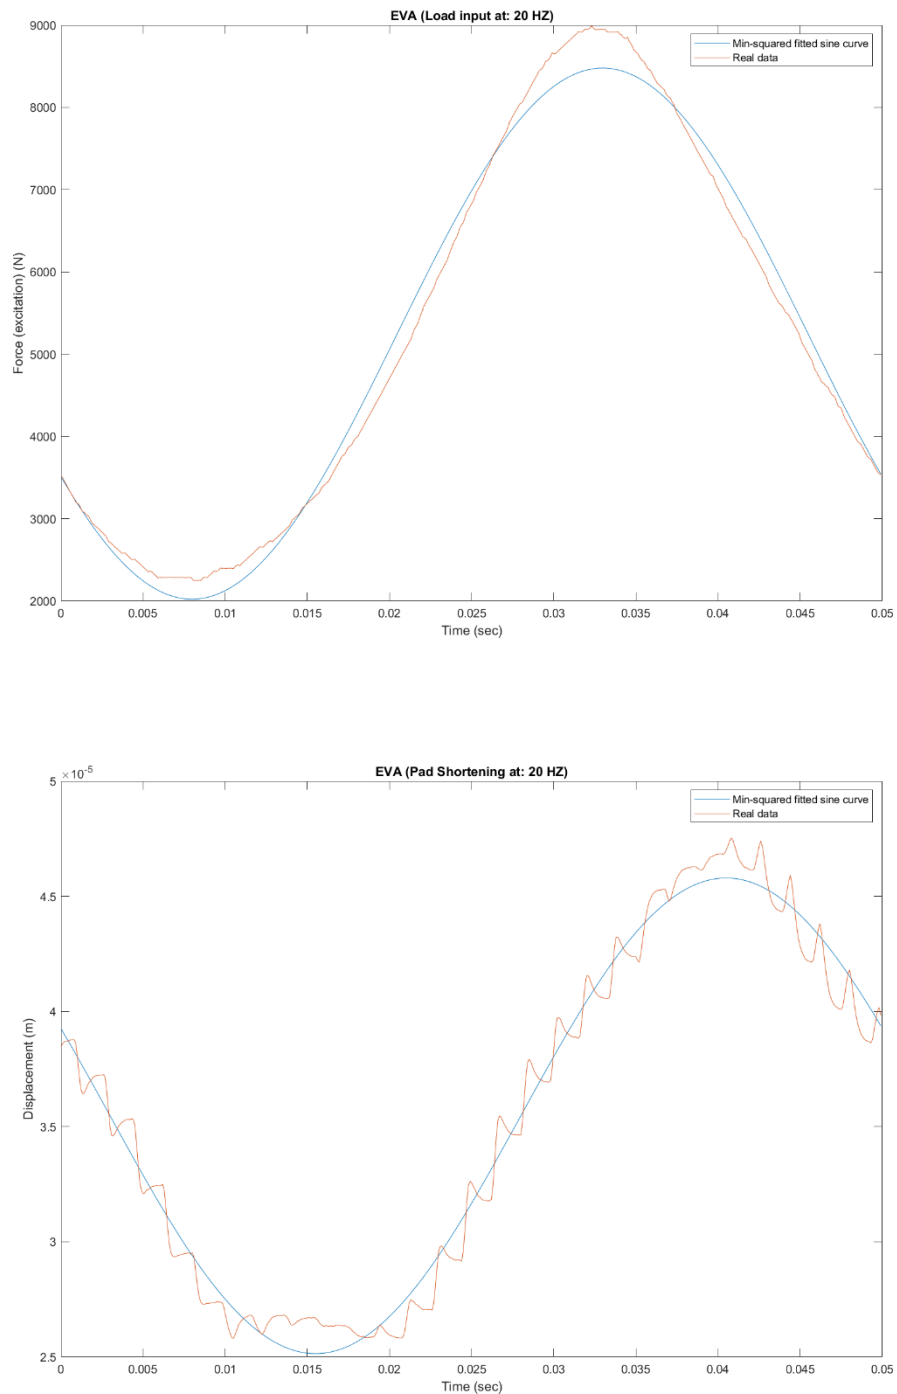 EVA (Load input at: 20 HZ)
9000
Min-squared fitted sine curve
Real data
8000
7000
6000
Force (excitation) (N)
5000
4000
3000
2000
0 0.005 0.01 0.015 0.02 0.025 0.03 0.035 0.04 0.045 0.05
Time (sec)
×10-5
EVA (Pad Shortening at: 20 HZ)
5
Min-squared fitted sine curve
Real data
4.5
4
Displacement (m)
3.5
3
2.5
0 0.005 0.01 0.015 0.02 0.025 0.03 0.035 0.04 0.045 0.05
Time (sec)